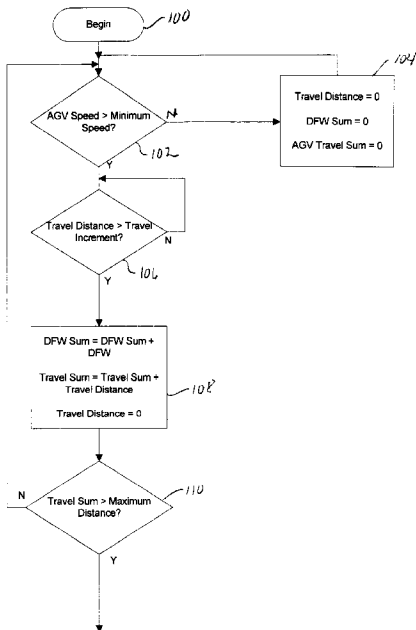 Begin
100
104
Travel Distance = 0
DFW Sum = 0
AGV Travel Sum = 0
AGV Speed > Minimum
Speed?
N
102
Y
Travel Distance > Travel
Increment?
N
106
Y
DFW Sum = DFW Sum +
DFW
Travel Sum = Travel Sum +
Travel Distance
Travel Distance = 0
108
N
Travel Sum > Maximum
Distance?
110
Y